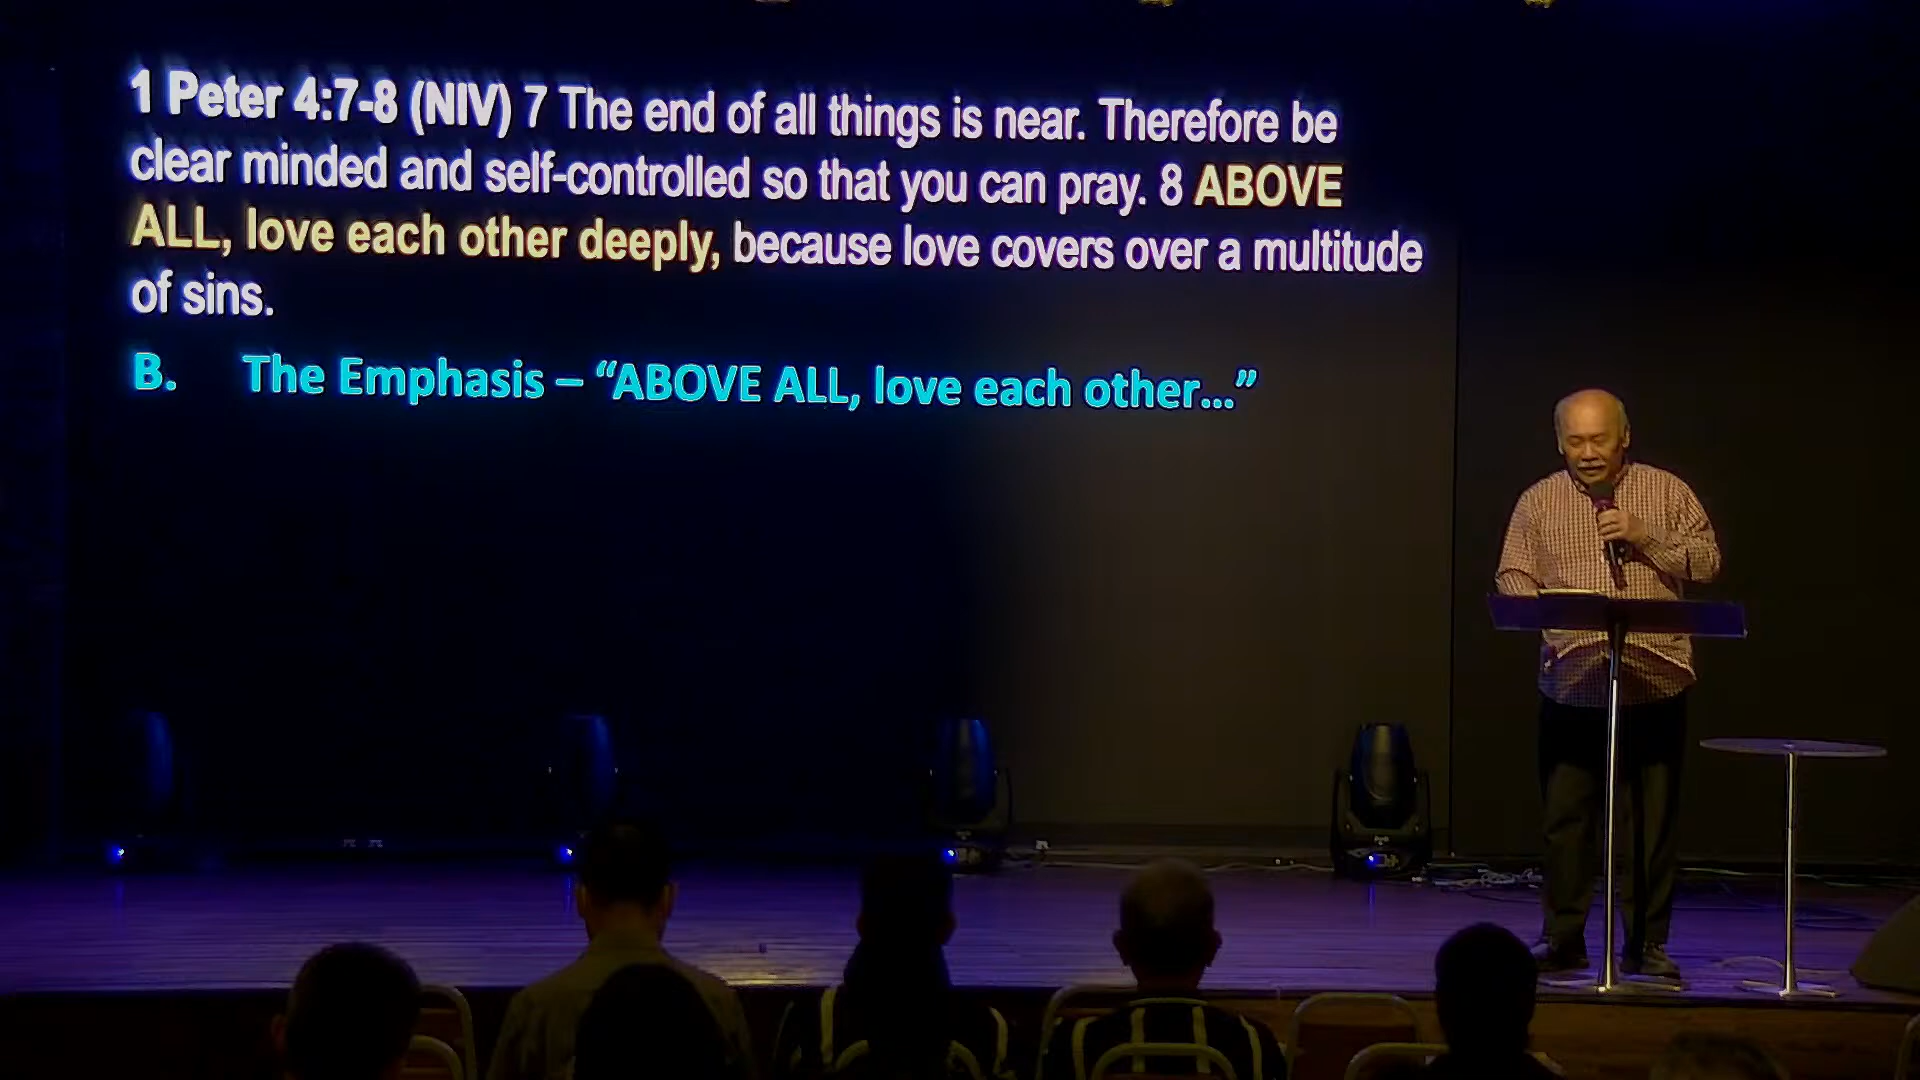 1 Peter 4:7-8 (NIV) 7 The end of all things is near. Therefore be
clear minded and self-controlled so that you can pray. 8 ABOVE
ALL, love each other deeply, because love covers over a multitude
of sins.
B. The Emphasis – “ABOVE ALL, love each other...”